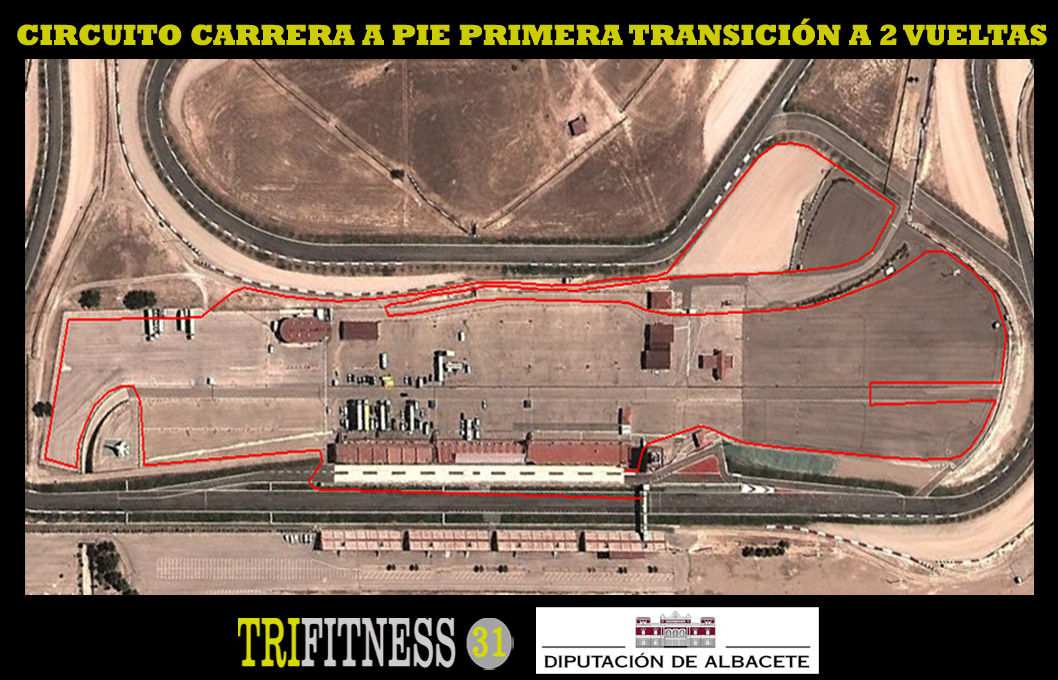 CIRCUITO CARRERA A PIE PRIMERA TRANSICIÓN A 2 VUELTAS
TRIFITNESS 31
DIPUTACIÓN DE ALBACETE